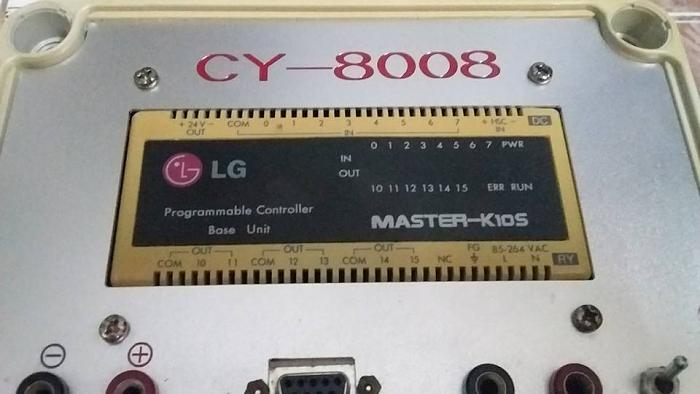 CY-8008
+ 24V - COM 0 1 2 3 4 5 6 7 + HSC - DC
OUT IN IN
LG
0 1 2 3 4 5 6 7 PWR
IN
OUT
10 11 12 13 14 15 ERR RUN
Programmable Controller
Base Unit
MASTER-K10S
OUT OUT OUT FG 85-264 VAC
COM 10 11 COM 12 13 COM 14 15 NC L N RY
- +